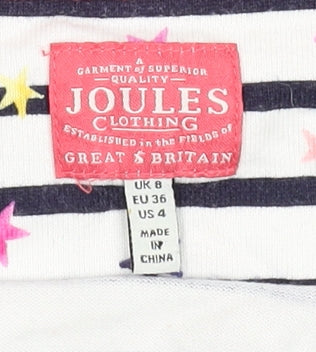 A
GARMENT of SUPERIOR
QUALITY
JOULES
CLOTHING
ESTABLISHED in the FIELDS OF
GREAT BRITAIN
UK 8
EU 36
US 4
MADE
IN
CHINA